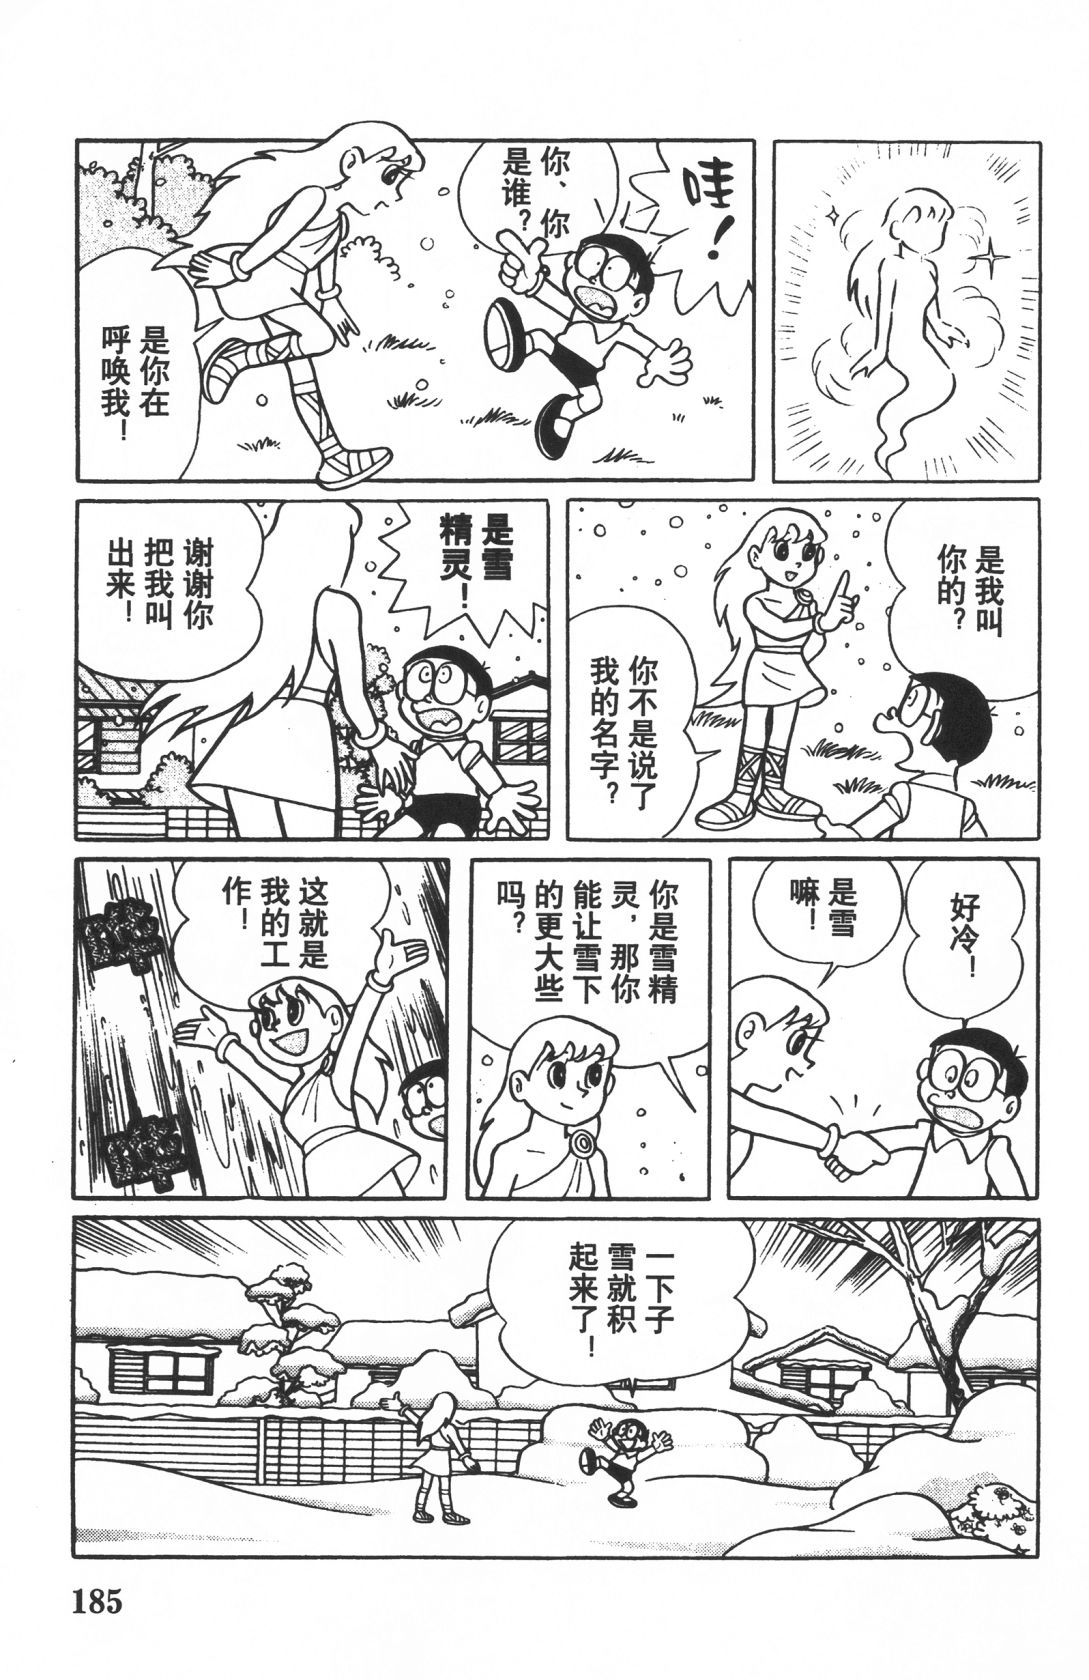 哇！
你、你
是谁？
是你在
呼唤我！
是我叫
你的？
你不是说了
我的名字？
是雪
精灵！
谢谢你
把我叫
出来！
好冷！
是雪
嘛！
你是雪精
灵，那你
能让雪下
的更大些
吗？
这就是
我的工
作！
一下子
雪就积
起来了！
185